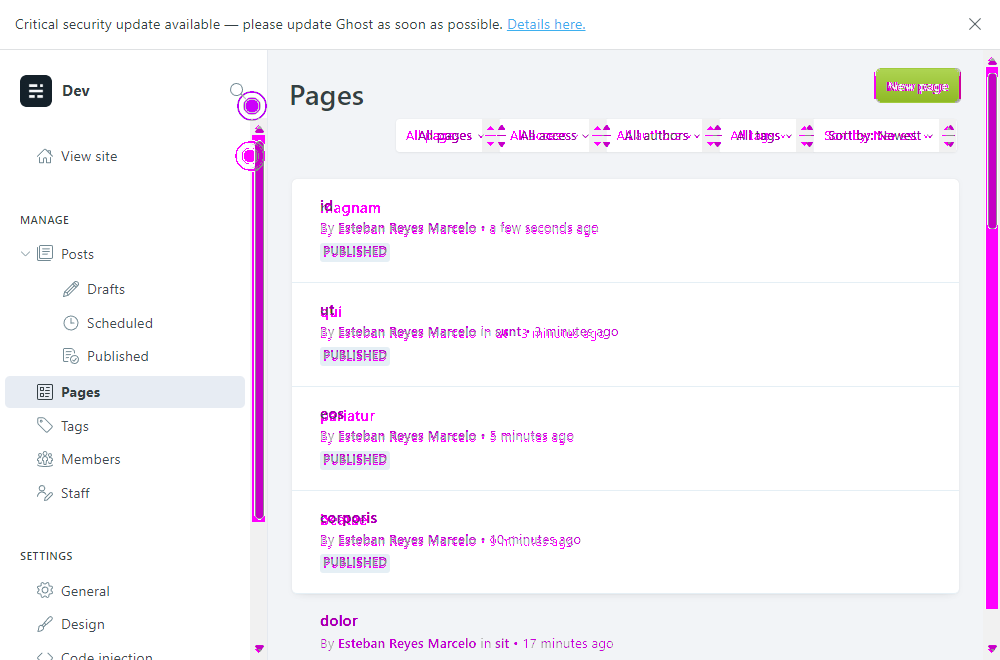 Critical security update available — please update Ghost as soon as possible. Details here.
Dev
View site
MANAGE
Posts
Drafts
Scheduled
Published
Pages
Tags
Members
Staff
SETTINGS
General
Design
Code injection
Pages
New page
All pages
All access
All authors
All tags
Sort by: Newest
magnam
By Esteban Reyes Marcelo • a few seconds ago
PUBLISHED
qui
By Esteban Reyes Marcelo in sunt • 3 minutes ago
PUBLISHED
pariatur
By Esteban Reyes Marcelo • 5 minutes ago
PUBLISHED
corporis
By Esteban Reyes Marcelo • 10 minutes ago
PUBLISHED
dolor
By Esteban Reyes Marcelo in sit • 17 minutes ago